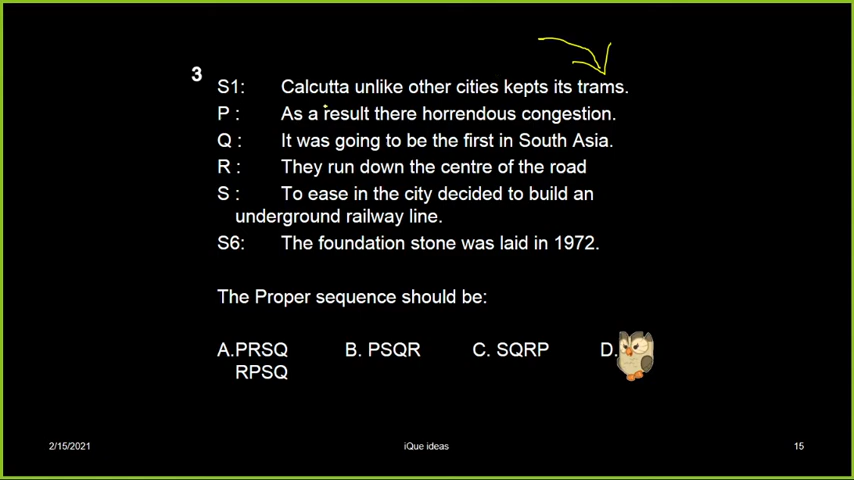 3
S1: Calcutta unlike other cities kepts its trams.
P : As a result there horrendous congestion.
Q : It was going to be the first in South Asia.
R : They run down the centre of the road
S : To ease in the city decided to build an
underground railway line.
S6: The foundation stone was laid in 1972.
The Proper sequence should be:
A.PRSQ B. PSQR C. SQRP D.
RPSQ
2/15/2021 iQue ideas 15